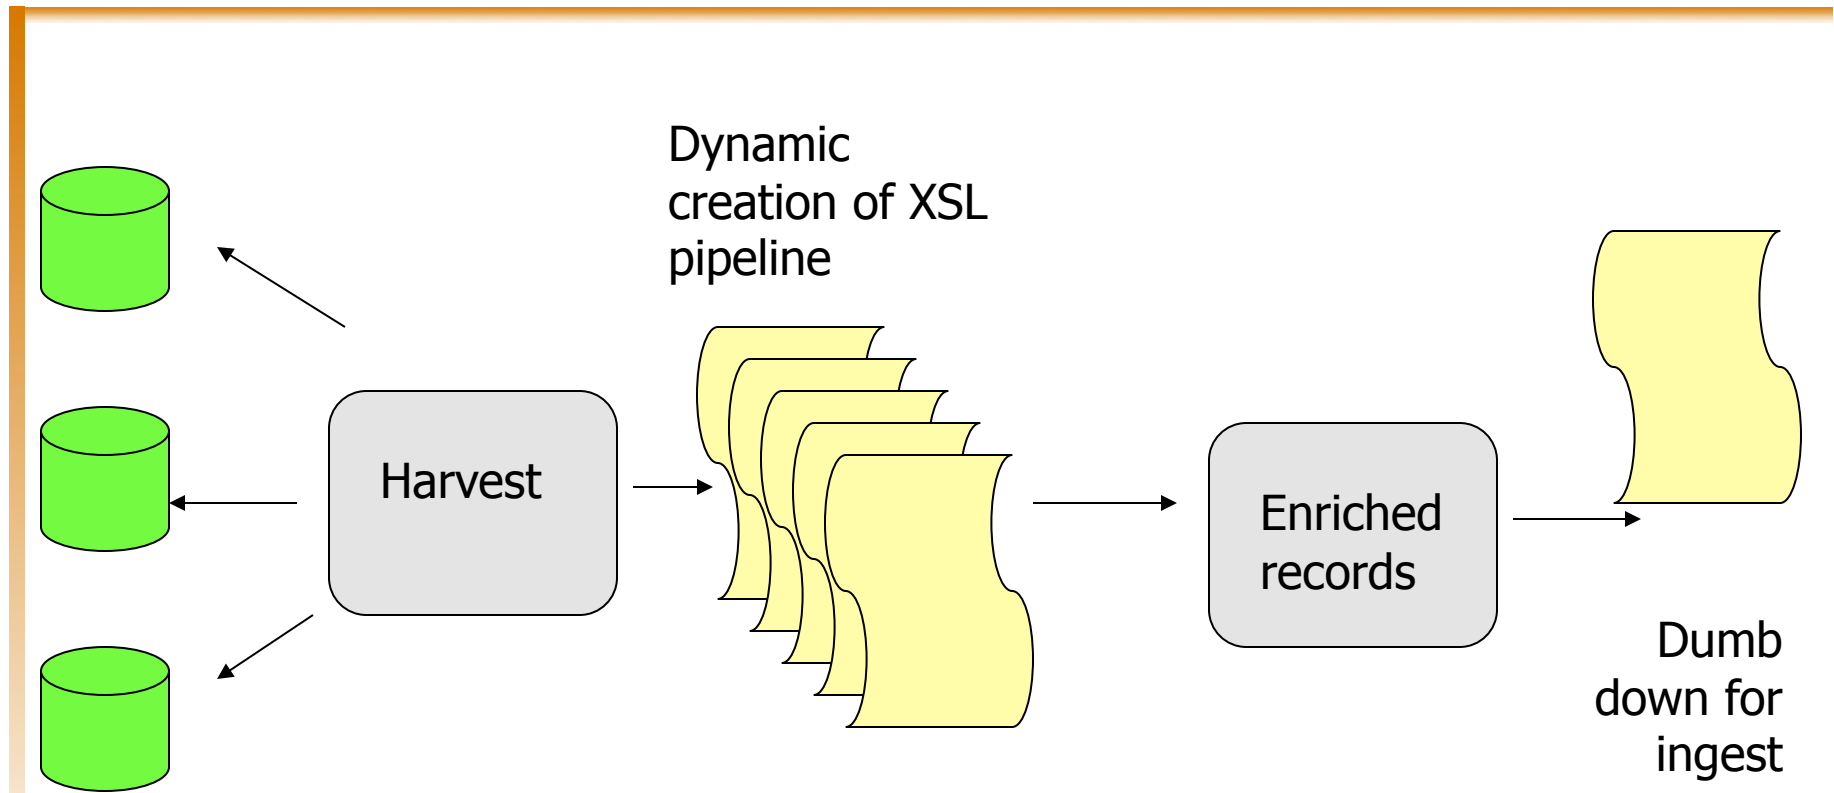 Dynamic
creation of XSL
pipeline
Harvest
Enriched
records
Dumb
down for
ingest